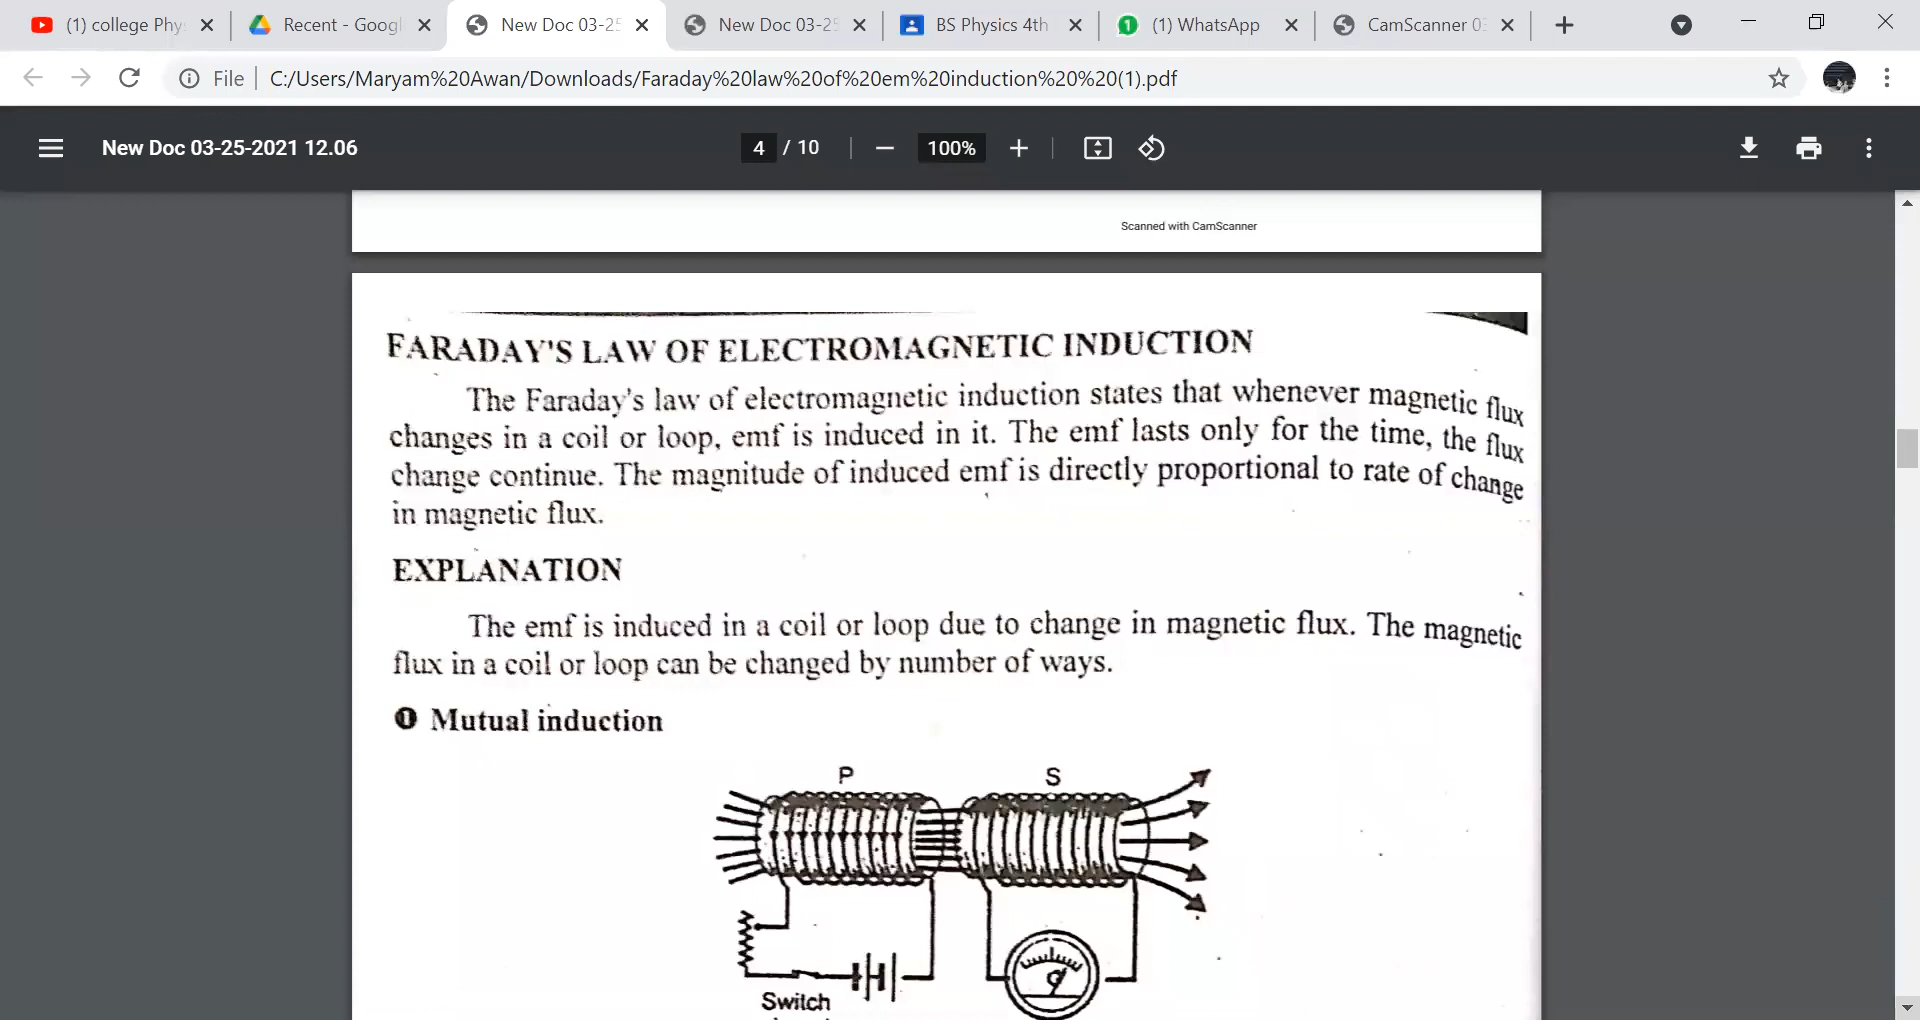 (1) college Phy
Recent - Googl
New Doc 03-25
New Doc 03-25
BS Physics 4th
(1) WhatsApp
CamScanner 03
File
C:/Users/Maryam%20Awan/Downloads/Faraday%20law%20of%20em%20induction%20%20(1).pdf
New Doc 03-25-2021 12.06
4 / 10
100%
Scanned with CamScanner
FARADAY'S LAW OF ELECTROMAGNETIC INDUCTION
The Faraday's law of electromagnetic induction states that whenever magnetic flux
changes in a coil or loop, emf is induced in it. The emf lasts only for the time, the flux
change continue. The magnitude of induced emf is directly proportional to rate of change
in magnetic flux.
EXPLANATION
The emf is induced in a coil or loop due to change in magnetic flux. The magnetic
flux in a coil or loop can be changed by number of ways.
❶ Mutual induction
P
S
Switch